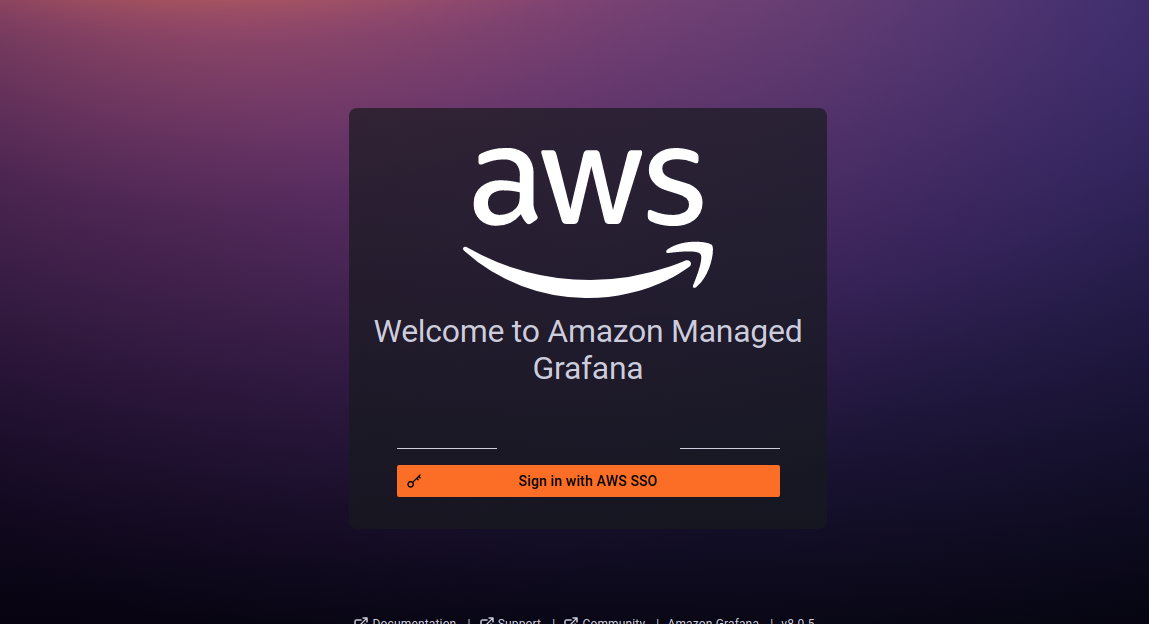 aws
Welcome to Amazon Managed
Grafana
Sign in with AWS SSO
Documentation | Support | Community | Amazon Grafana | v8.0.5